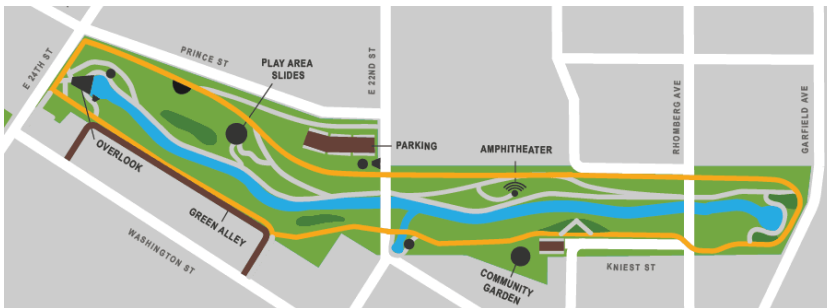 E 24TH ST
PRINCE ST
PLAY AREA
SLIDES
E 22ND ST
PARKING
OVERLOOK
GREEN ALLEY
WASHINGTON ST
AMPHITHEATER
RHOMBERG AVE
GARFIELD AVE
COMMUNITY
GARDEN
KNIEST ST